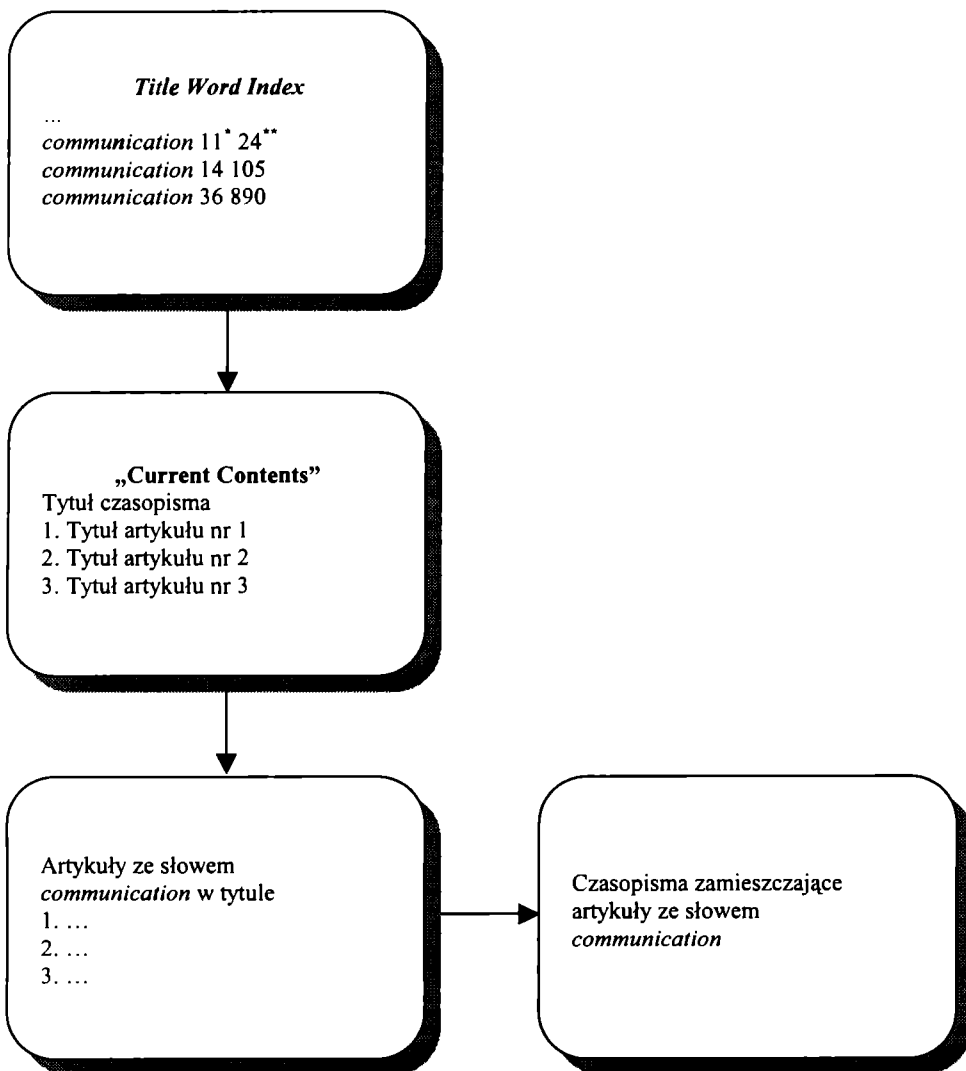 Title Word Index
...
communication 11* 24**
communication 14 105
communication 36 890
„Current Contents”
Tytuł czasopisma
1. Tytuł artykułu nr 1
2. Tytuł artykułu nr 2
3. Tytuł artykułu nr 3
Artykuły ze słowem
communication w tytule
1. ...
2. ...
3. ...
Czasopisma zamieszczające
artykuły ze słowem
communication